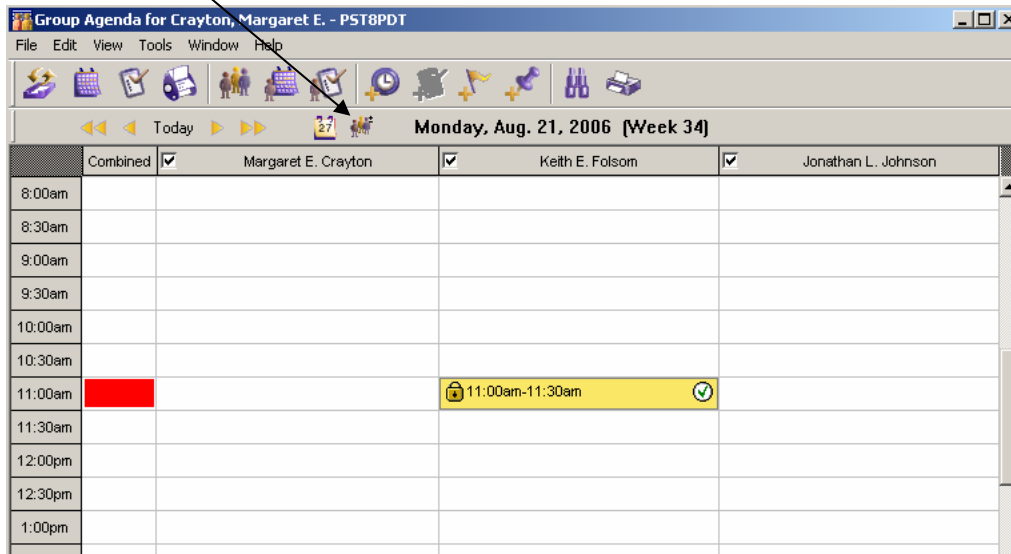 Group Agenda for Crayton, Margaret E. - PST8PDT
File Edit View Tools Window Help
Today 27 Monday, Aug. 21, 2006 (Week 34)
Combined Margaret E. Crayton Keith E. Folsom Jonathan L. Johnson
8:00am
8:30am
9:00am
9:30am
10:00am
10:30am
11:00am 11:00am-11:30am
11:30am
12:00pm
12:30pm
1:00pm